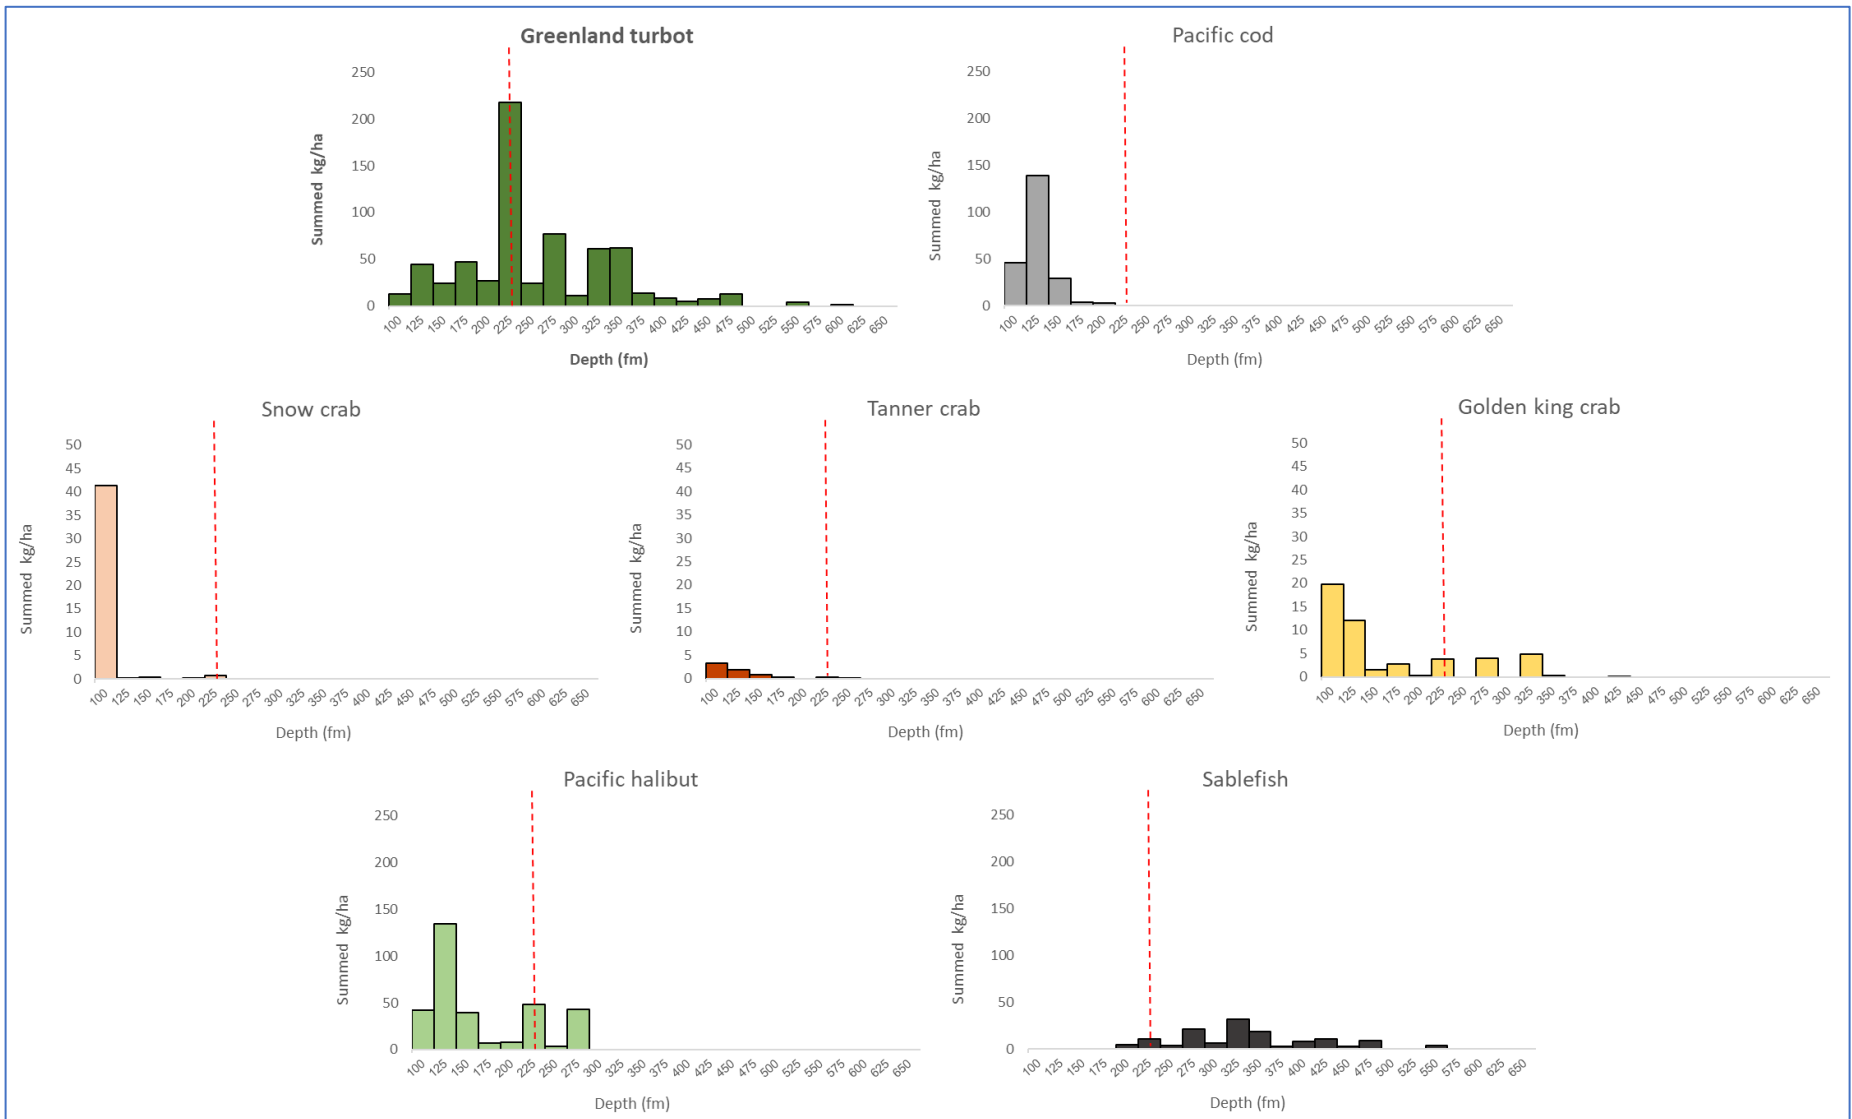 Greenland turbot
250
200
150
100
50
0
Summed kg/ha
100 125 150 175 200 225 250 275 300 325 350 375 400 425 450 475 500 525 550 575 600 625 650
Depth (fm)
Pacific cod
250
200
150
100
50
0
Summed kg/ha
100 125 150 175 200 225 250 275 300 325 350 375 400 425 450 475 500 525 550 575 600 625 650
Depth (fm)
Snow crab
50
45
40
35
30
25
20
15
10
5
0
Summed kg/ha
100 125 150 175 200 225 250 275 300 325 350 375 400 425 450 475 500 525 550 575 600 625 650
Depth (fm)
Tanner crab
50
45
40
35
30
25
20
15
10
5
0
Summed kg/ha
100 125 150 175 200 225 250 275 300 325 350 375 400 425 450 475 500 525 550 575 600 625 650
Depth (fm)
Golden king crab
50
45
40
35
30
25
20
15
10
5
0
Summed kg/ha
100 125 150 175 200 225 250 275 300 325 350 375 400 425 450 475 500 525 550 575 600 625 650
Depth (fm)
Pacific halibut
250
200
150
100
50
0
Summed kg/ha
100 125 150 175 200 225 250 275 300 325 350 375 400 425 450 475 500 525 550 575 600 625 650
Depth (fm)
Sablefish
250
200
150
100
50
0
Summed kg/ha
100 125 150 175 200 225 250 275 300 325 350 375 400 425 450 475 500 525 550 575 600 625 650
Depth (fm)